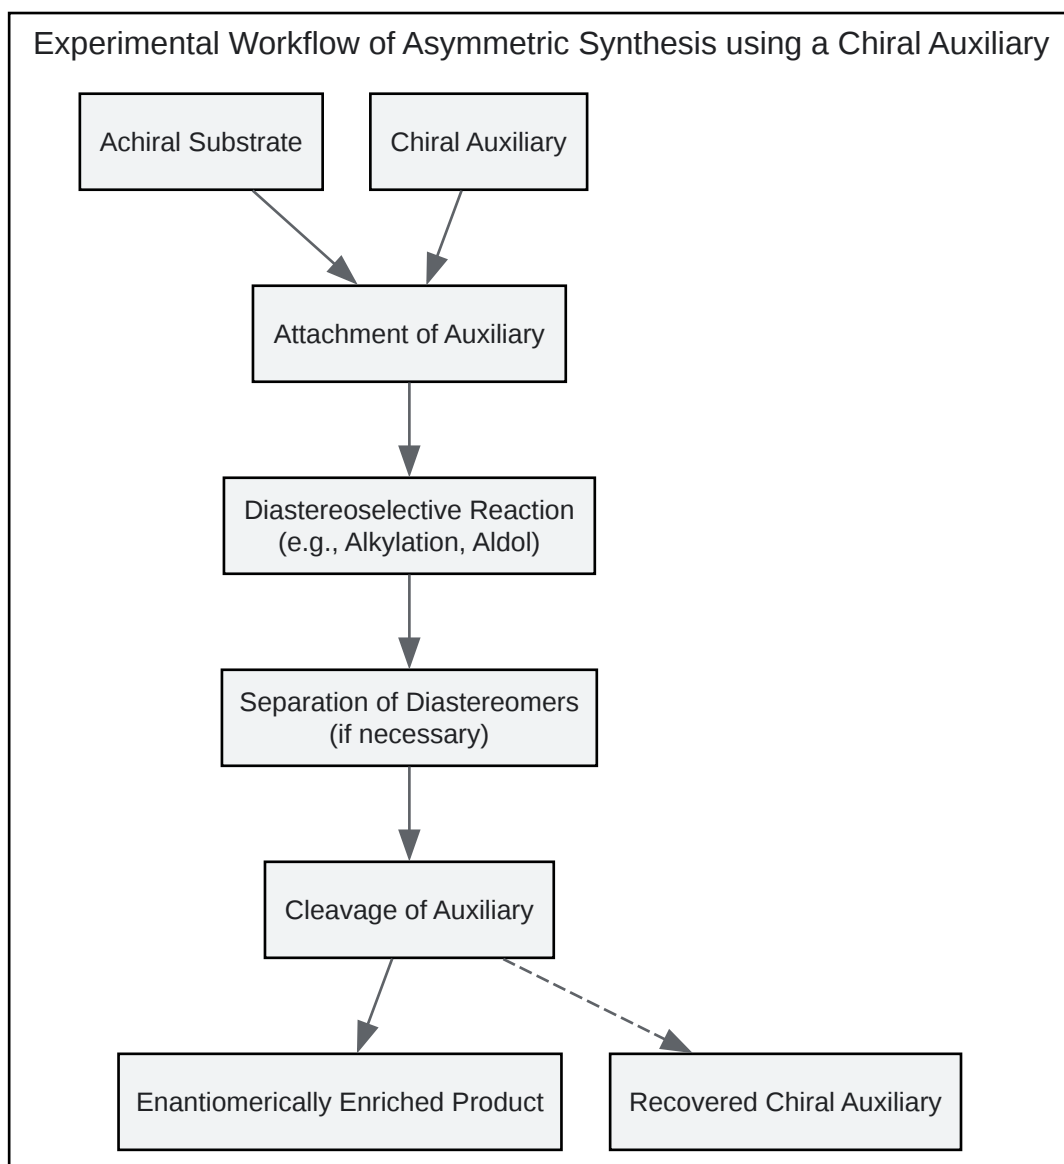 Experimental Workflow of Asymmetric Synthesis using a Chiral Auxiliary
Achiral Substrate
Chiral Auxiliary
Attachment of Auxiliary
Diastereoselective Reaction
(e.g., Alkylation, Aldol)
Separation of Diastereomers
(if necessary)
Cleavage of Auxiliary
Enantiomerically Enriched Product
Recovered Chiral Auxiliary